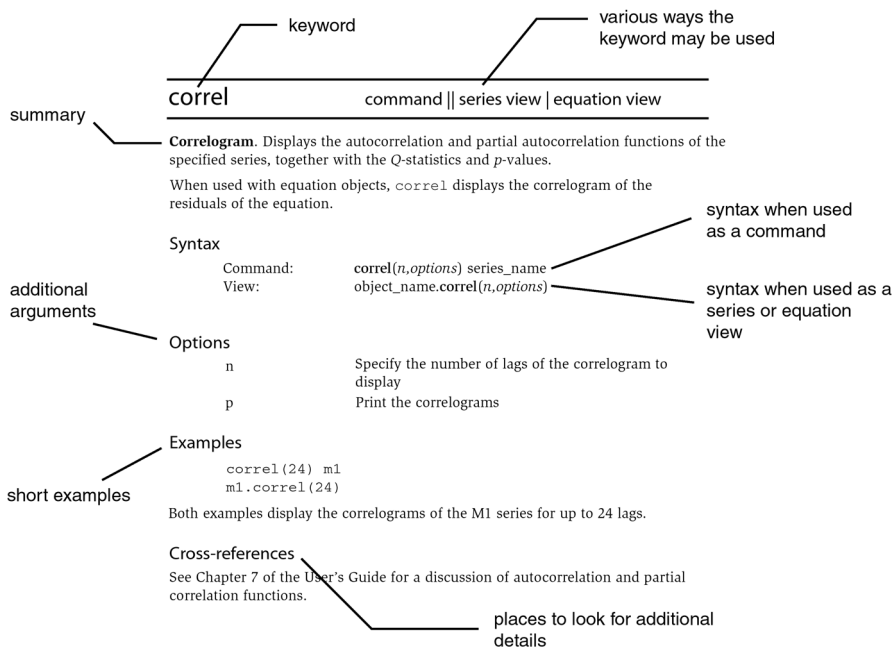 keyword
various ways the
keyword may be used
correl
command || series view | equation view
summary
Correlogram. Displays the autocorrelation and partial autocorrelation functions of the
specified series, together with the Q-statistics and p-values.
When used with equation objects, correl displays the correlogram of the
residuals of the equation.
syntax when used
as a command
Syntax
Command: correl(n,options) series_name
View: object_name.correl(n,options)
syntax when used as a
series or equation
view
additional
arguments
Options
n Specify the number of lags of the correlogram to
display
p Print the correlograms
Examples
correl(24) m1
m1.correl(24)
short examples
Both examples display the correlograms of the M1 series for up to 24 lags.
Cross-references
See Chapter 7 of the User's Guide for a discussion of autocorrelation and partial
correlation functions.
places to look for additional
details